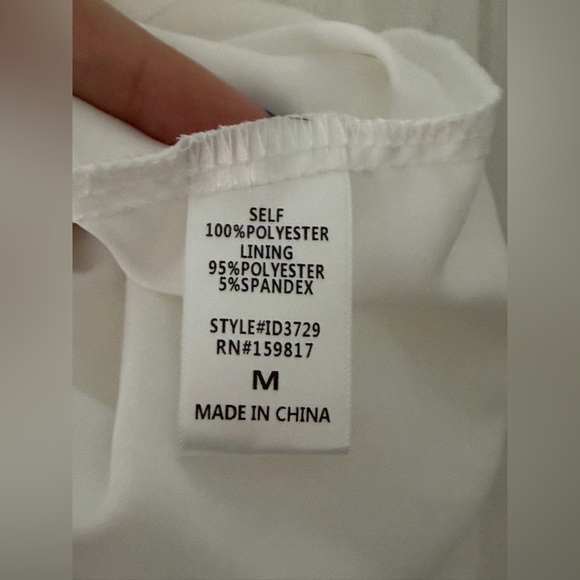 SELF
100%POLYESTER
LINING
95%POLYESTER
5%SPANDEX
STYLE#ID3729
RN#159817
M
MADE IN CHINA